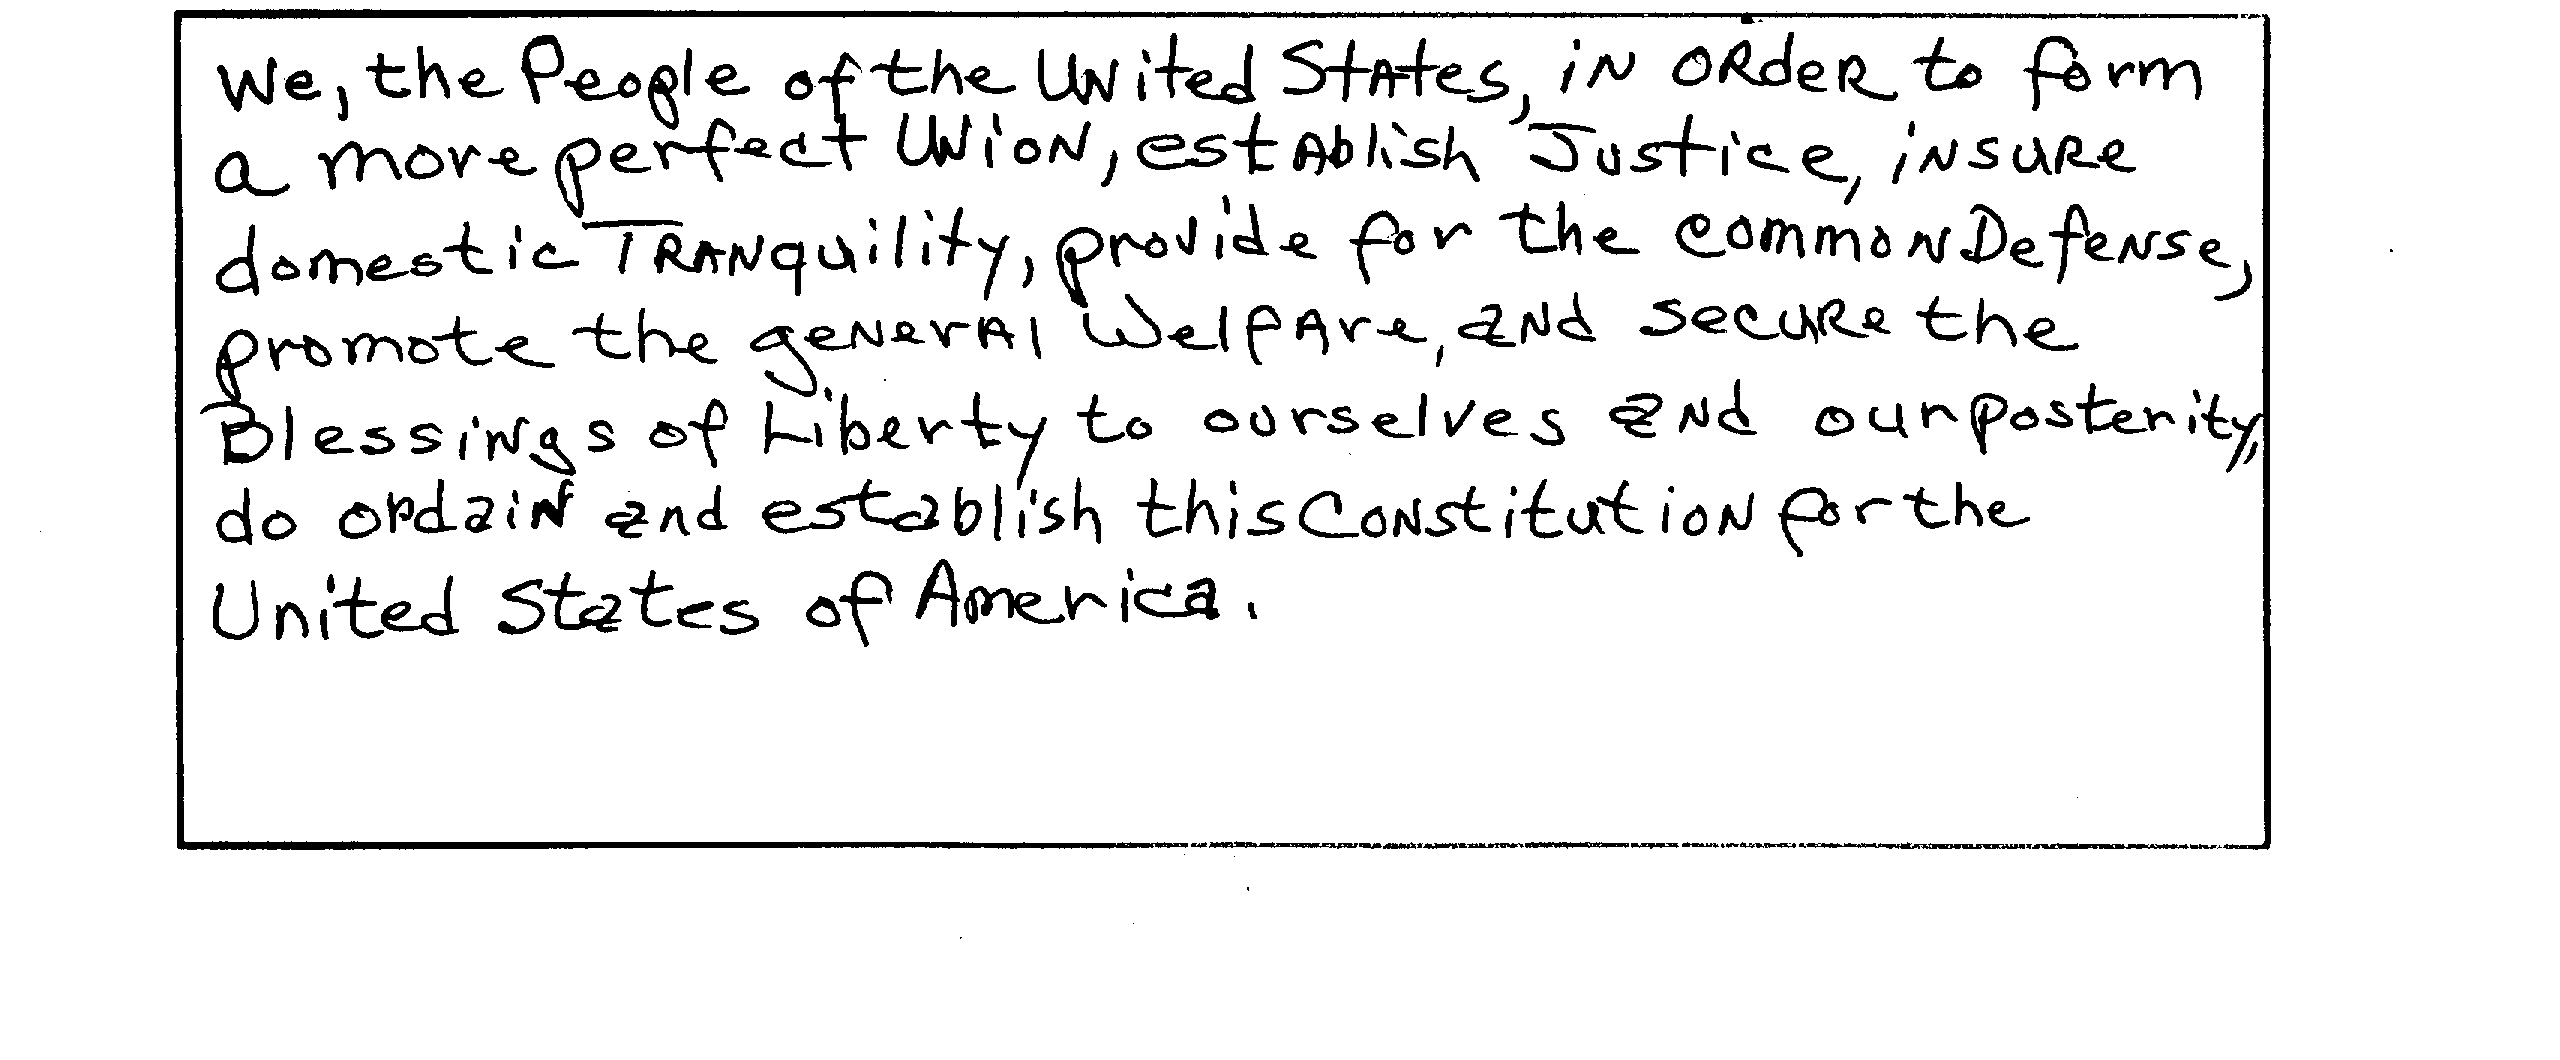 We, the People of the United States, in order to form
a more perfect Union, establish Justice, insure
domestic Tranquility, provide for the common Defense,
promote the general Welfare, and secure the
Blessings of Liberty to ourselves and our posterity,
do ordain and establish this Constitution for the
United States of America.